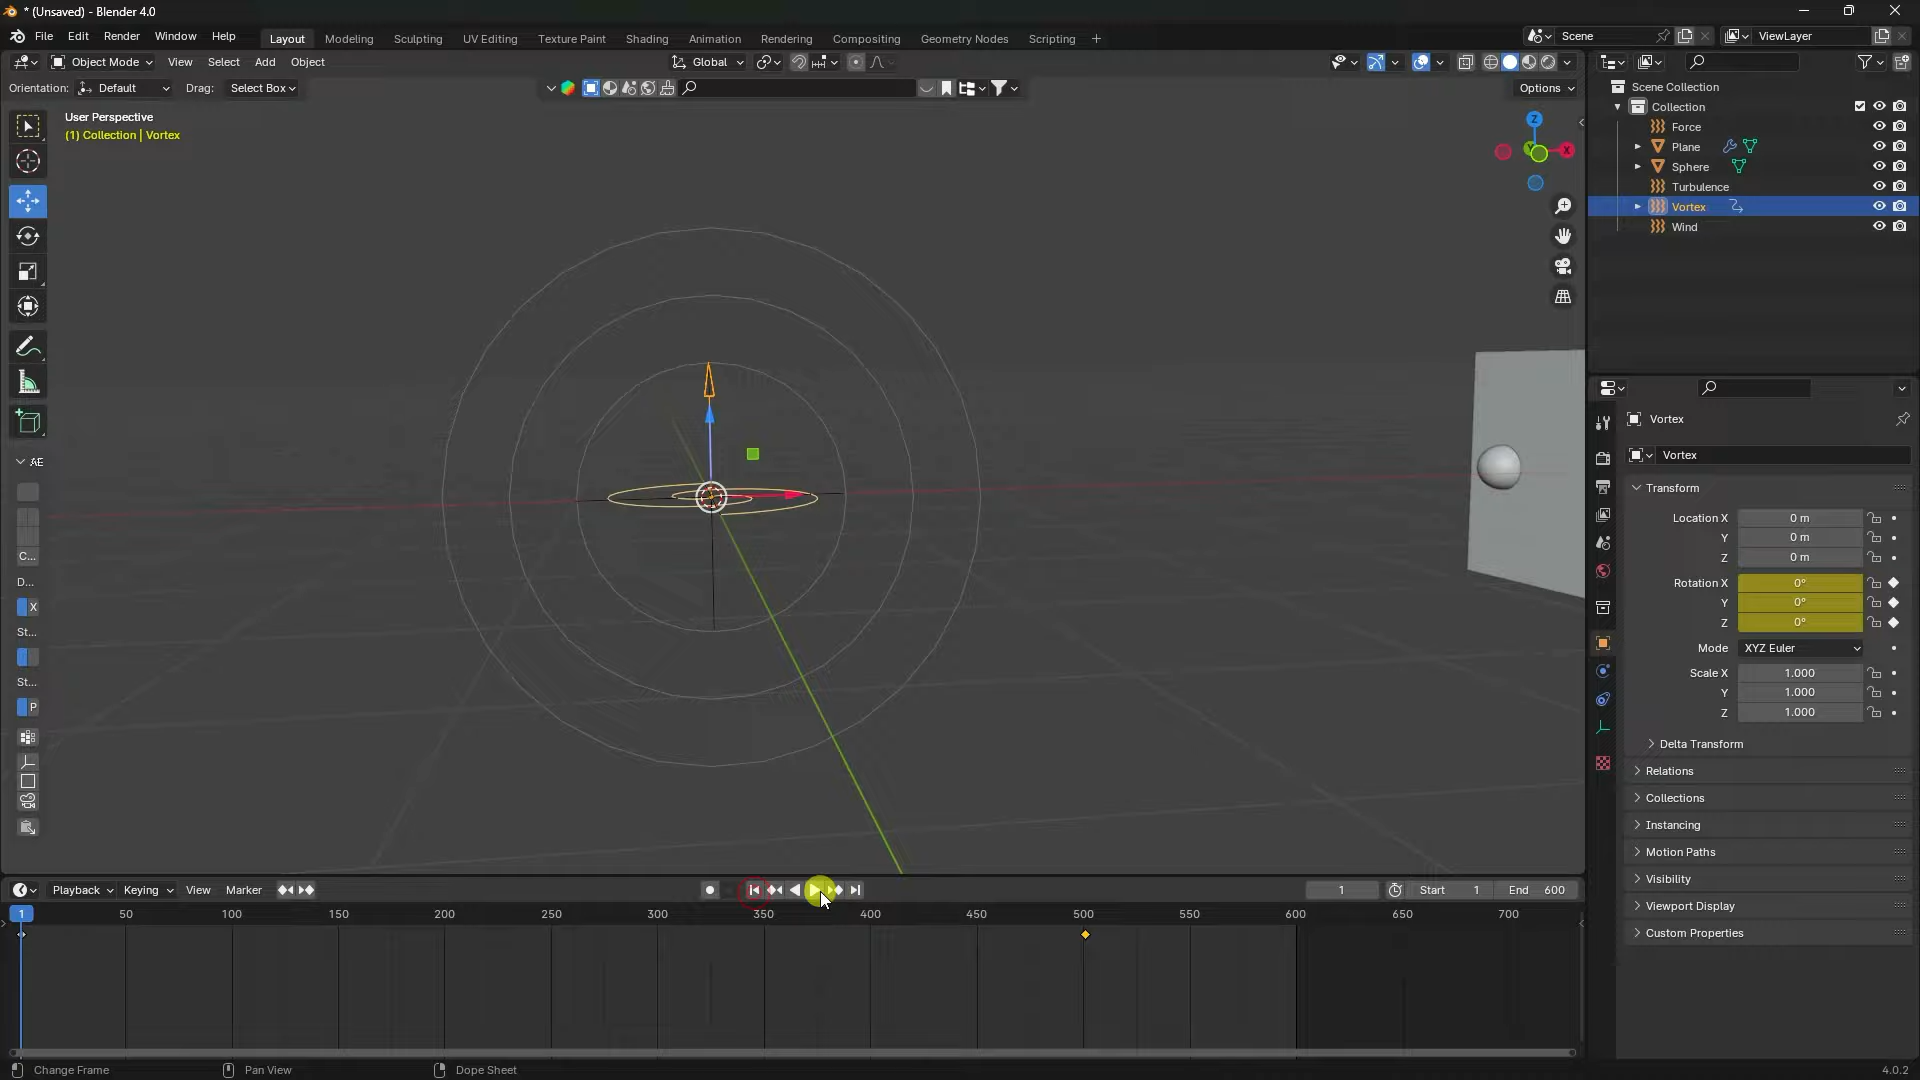 * (Unsaved) - Blender 4.0
File Edit Render Window Help
Layout Modeling Sculpting UV Editing Texture Paint Shading Animation Rendering Compositing Geometry Nodes Scripting +
Scene
ViewLayer
Object Mode View Select Add Object
Global
Orientation: Default Drag: Select Box
Options
User Perspective
(1) Collection | Vortex
Z
X
Scene Collection
Collection
Force
Plane
Sphere
Turbulence
Vortex
Wind
AE
C...
D...
X
St...
St...
P
Vortex
Vortex
Transform
Location X 0 m
Y 0 m
Z 0 m
Rotation X 0°
Y 0°
Z 0°
Mode XYZ Euler
Scale X 1.000
Y 1.000
Z 1.000
Delta Transform
Relations
Collections
Instancing
Motion Paths
Visibility
Viewport Display
Custom Properties
Playback Keying View Marker
1 Start 1 End 600
1 50 100 150 200 250 300 350 400 450 500 550 600 650 700
Change Frame Pan View Dope Sheet 4.0.2